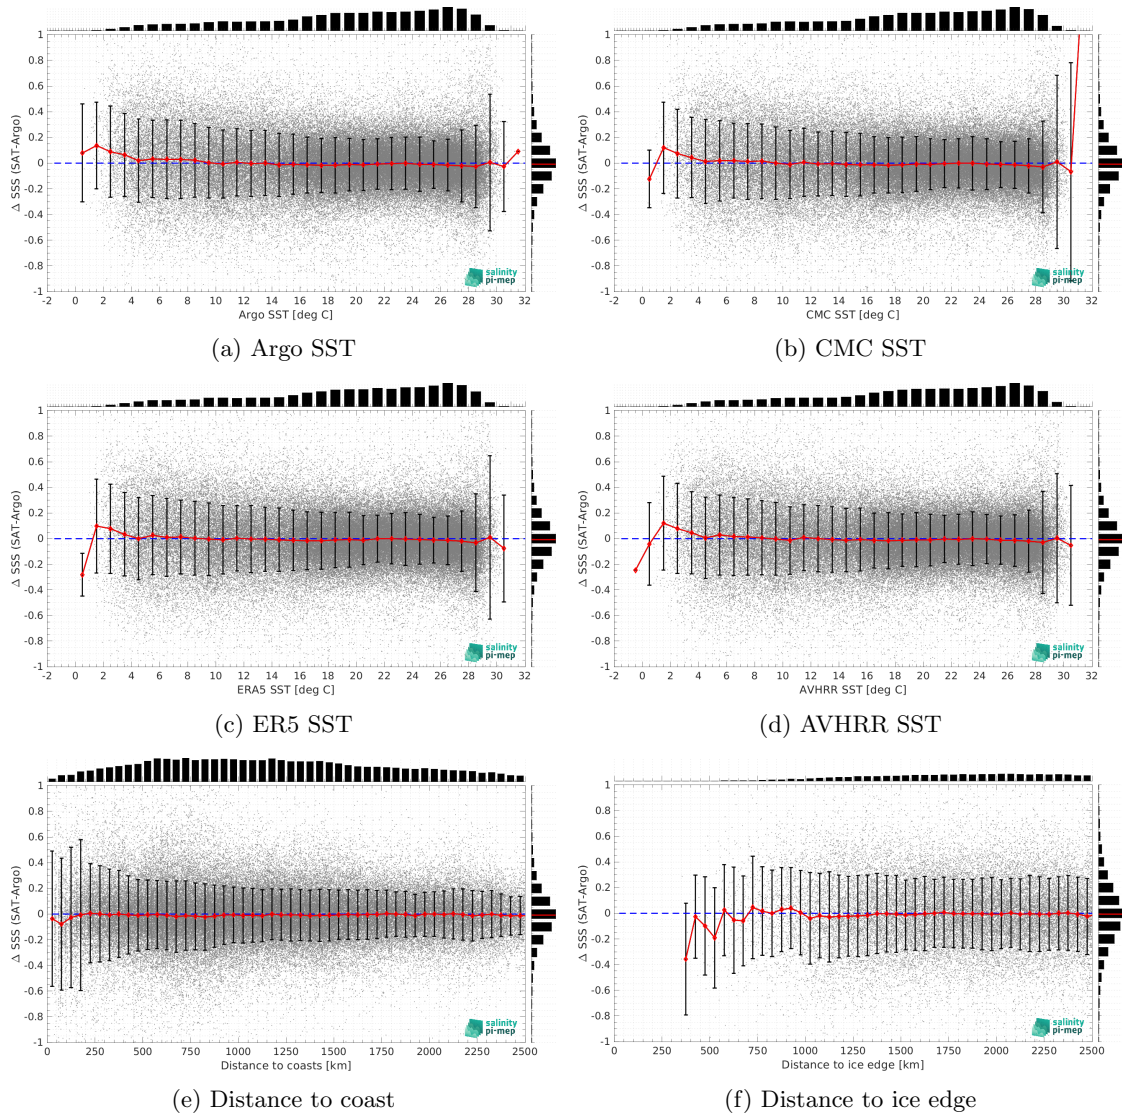 1
0.8
0.6
0.4
0.2
0
-0.2
-0.4
-0.6
-0.8
-1
Δ SSS (SAT-Argo)
salinity
pi-mep
-2 0 2 4 6 8 10 12 14 16 18 20 22 24 26 28 30 32
Argo SST [deg C]
(a) Argo SST
1
0.8
0.6
0.4
0.2
0
-0.2
-0.4
-0.6
-0.8
-1
Δ SSS (SAT-Argo)
salinity
pi-mep
-2 0 2 4 6 8 10 12 14 16 18 20 22 24 26 28 30 32
CMC SST [deg C]
(b) CMC SST
1
0.8
0.6
0.4
0.2
0
-0.2
-0.4
-0.6
-0.8
-1
Δ SSS (SAT-Argo)
salinity
pi-mep
-2 0 2 4 6 8 10 12 14 16 18 20 22 24 26 28 30 32
ERA5 SST [deg C]
(c) ER5 SST
1
0.8
0.6
0.4
0.2
0
-0.2
-0.4
-0.6
-0.8
-1
Δ SSS (SAT-Argo)
salinity
pi-mep
-2 0 2 4 6 8 10 12 14 16 18 20 22 24 26 28 30 32
AVHRR SST [deg C]
(d) AVHRR SST
1
0.8
0.6
0.4
0.2
0
-0.2
-0.4
-0.6
-0.8
-1
Δ SSS (SAT-Argo)
salinity
pi-mep
0 250 500 750 1000 1250 1500 1750 2000 2250 2500
Distance to coasts [km]
(e) Distance to coast
1
0.8
0.6
0.4
0.2
0
-0.2
-0.4
-0.6
-0.8
-1
Δ SSS (SAT-Argo)
salinity
pi-mep
0 250 500 750 1000 1250 1500 1750 2000 2250 2500
Distance to ice edge [km]
(f) Distance to ice edge